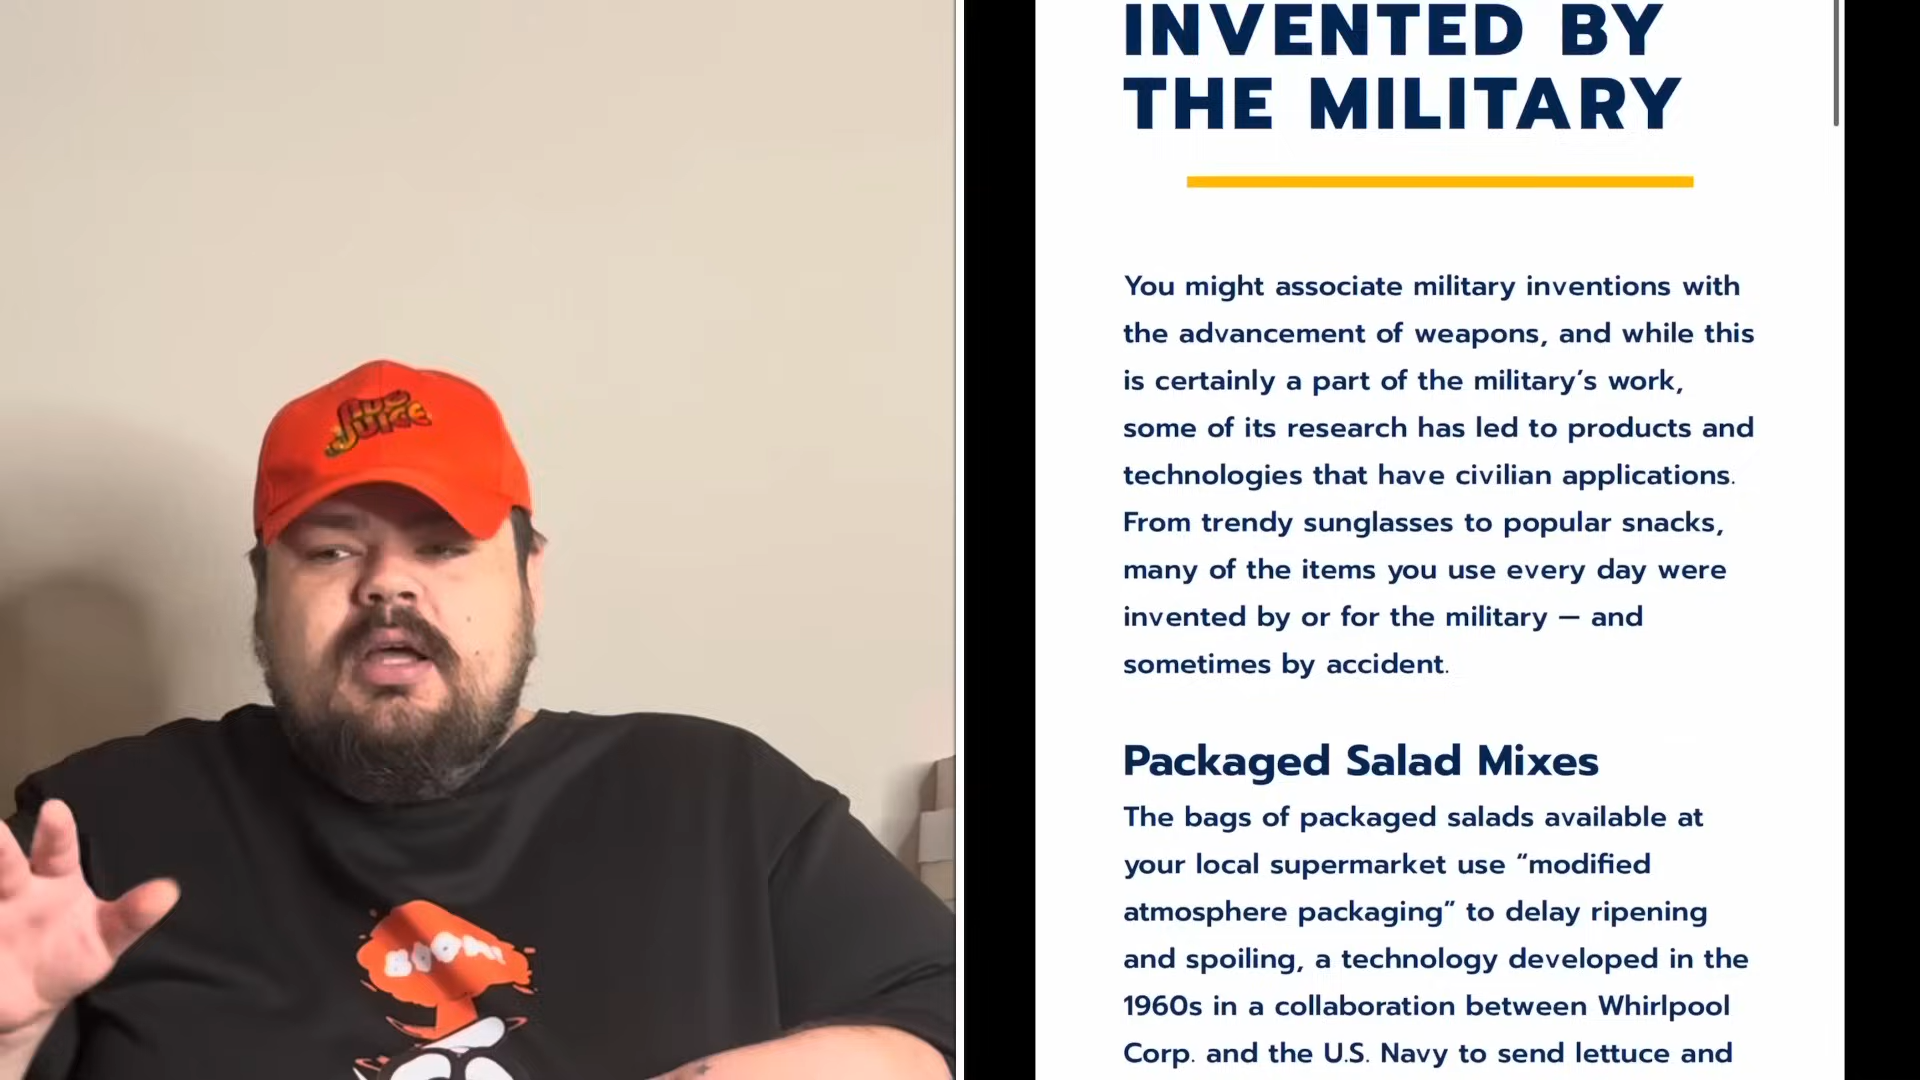 JUICE
BOOM!
INVENTED BY
THE MILITARY
You might associate military inventions with
the advancement of weapons, and while this
is certainly a part of the military’s work,
some of its research has led to products and
technologies that have civilian applications.
From trendy sunglasses to popular snacks,
many of the items you use every day were
invented by or for the military — and
sometimes by accident.
Packaged Salad Mixes
The bags of packaged salads available at
your local supermarket use “modified
atmosphere packaging” to delay ripening
and spoiling, a technology developed in the
1960s in a collaboration between Whirlpool
Corp. and the U.S. Navy to send lettuce and